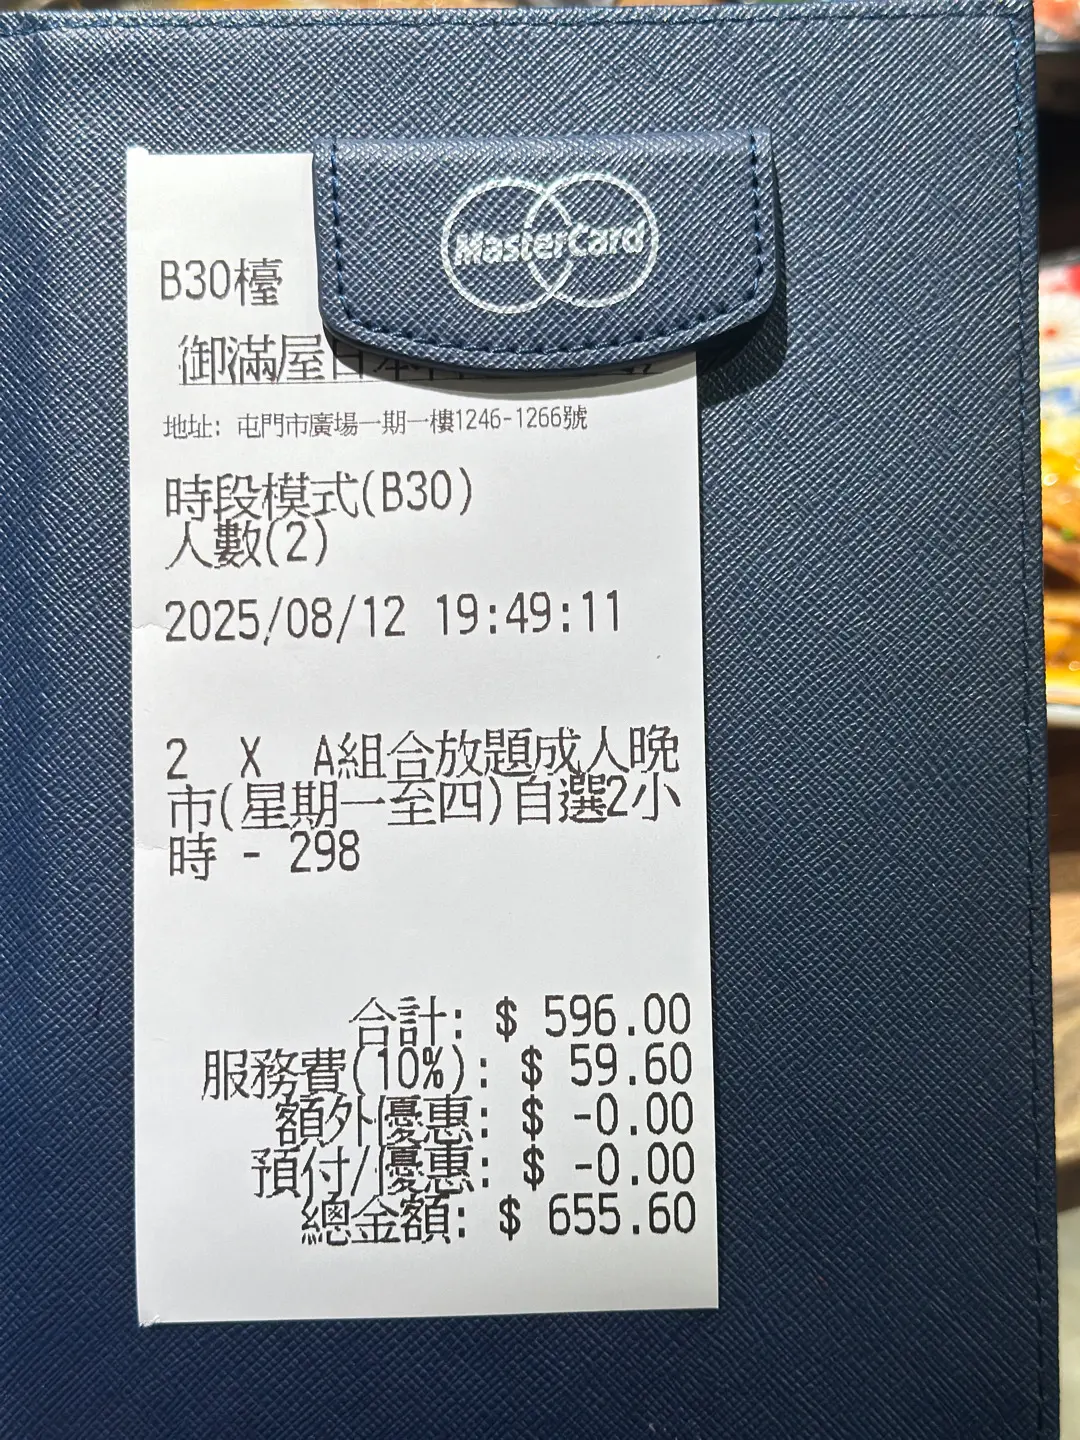 MasterCard
B30檯
御滿屋日本
地址: 屯門市廣場一期一樓1246-1266號
時段模式(B30)
人數(2)
2025/08/12 19:49:11
2 X A組合放題成人晚
市(星期一至四)自選2小
時 - 298
合計: $ 596.00
服務費(10%): $ 59.60
額外優惠: $ -0.00
預付/優惠: $ -0.00
總金額: $ 655.60